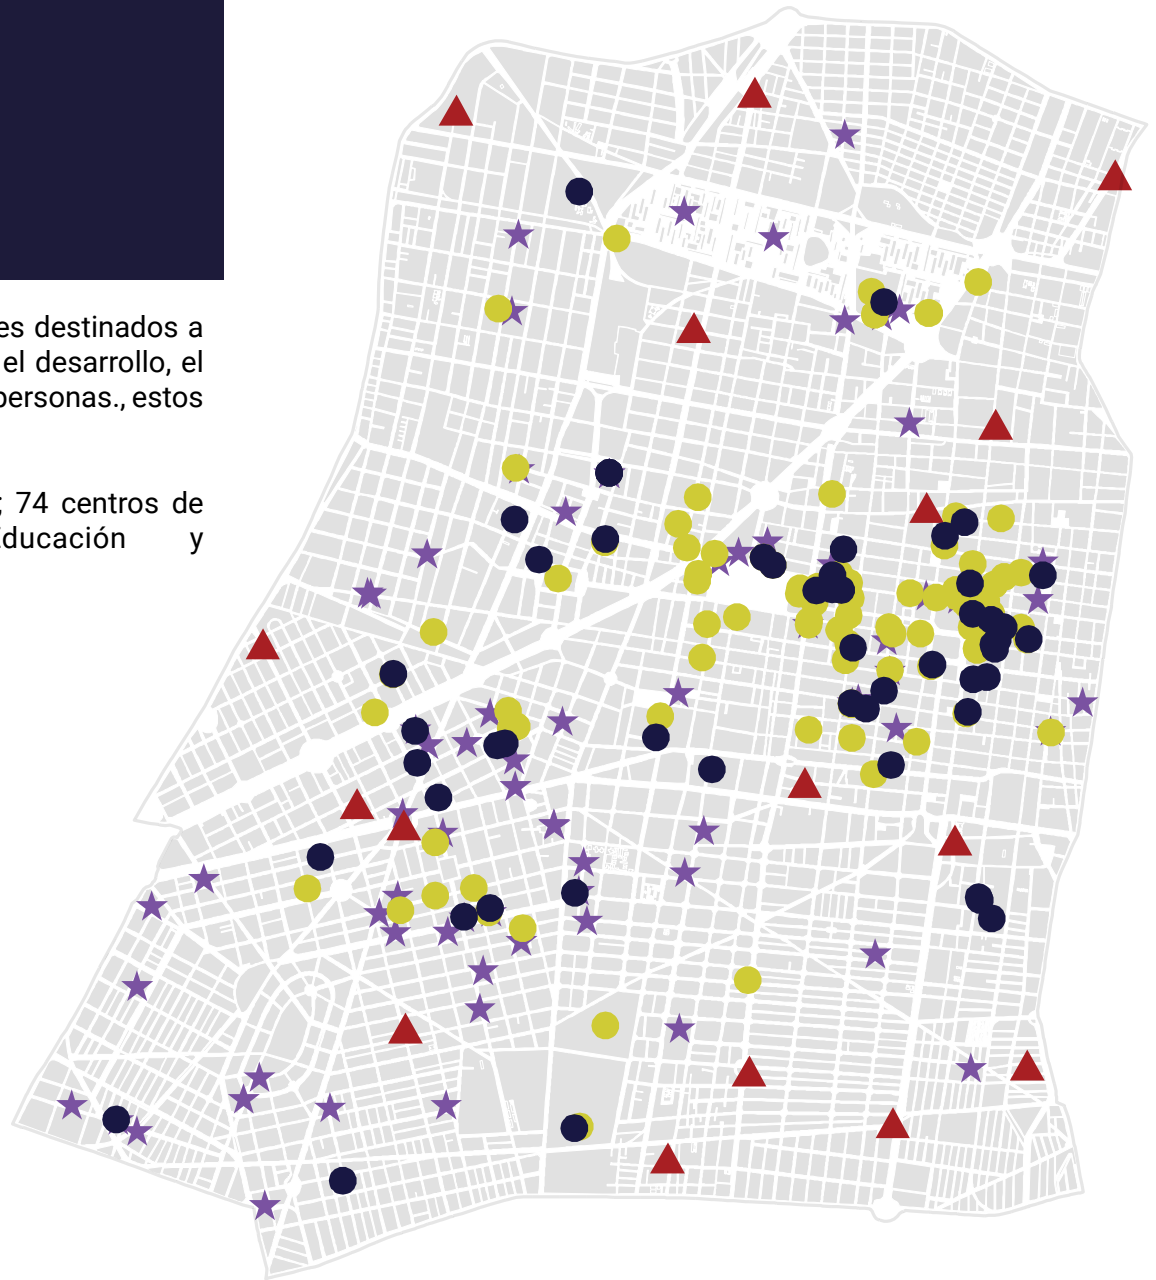 es destinados a
el desarrollo, el
personas., estos
; 74 centros de
ducación y